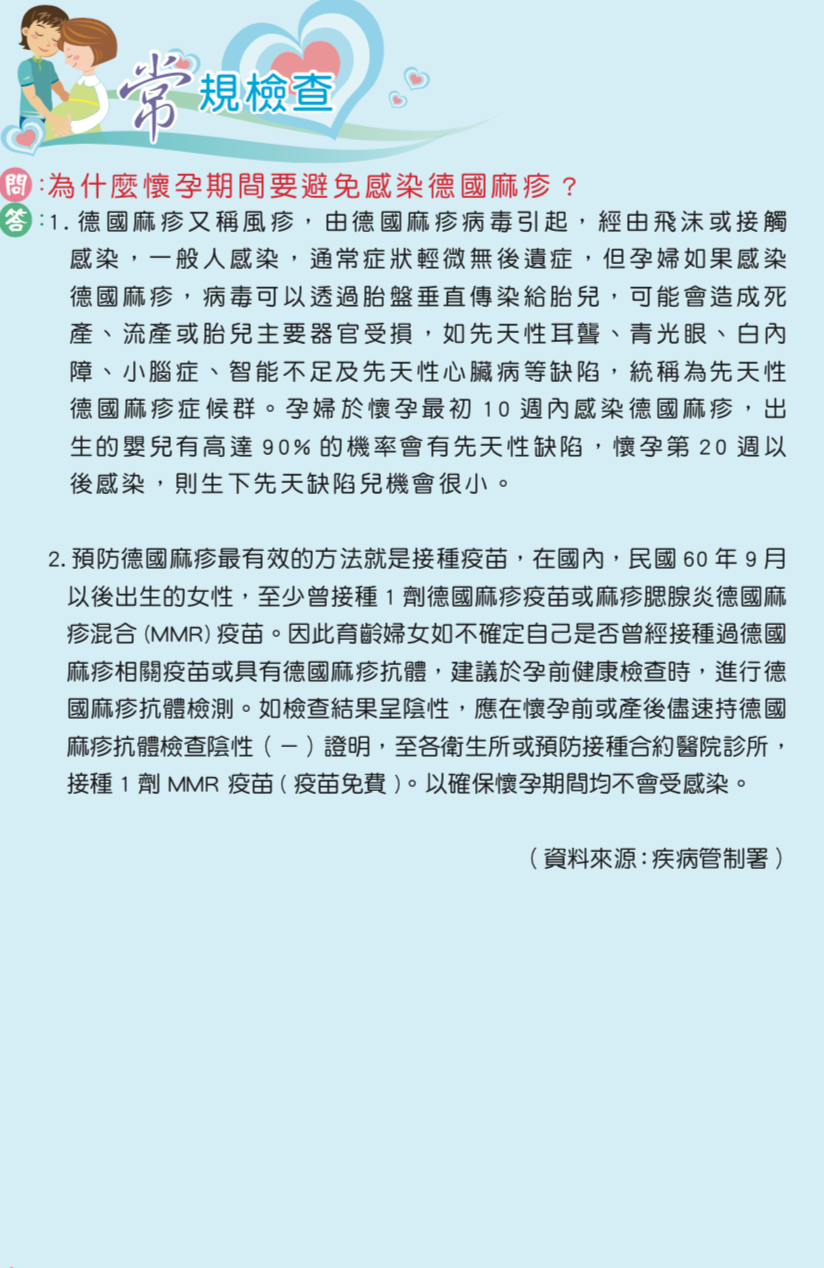 常規檢查
問：為什麼懷孕期間要避免感染德國麻疹？
答：1. 德國麻疹又稱風疹，由德國麻疹病毒引起，經由飛沫或接觸
感染，一般人感染，通常症狀輕微無後遺症，但孕婦如果感染
德國麻疹，病毒可以透過胎盤垂直傳染給胎兒，可能會造成死
產、流產或胎兒主要器官受損，如先天性耳聾、青光眼、白內
障、小腦症、智能不足及先天性心臟病等缺陷，統稱為先天性
德國麻疹症候群。孕婦於懷孕最初 10 週內感染德國麻疹，出
生的嬰兒有高達 90% 的機率會有先天性缺陷，懷孕第 20 週以
後感染，則生下先天缺陷兒機會很小。
2. 預防德國麻疹最有效的方法就是接種疫苗，在國內，民國 60 年 9 月
以後出生的女性，至少曾接種 1 劑德國麻疹疫苗或麻疹腮腺炎德國麻
疹混合 (MMR) 疫苗。因此育齡婦女如不確定自己是否曾經接種過德國
麻疹相關疫苗或具有德國麻疹抗體，建議於孕前健康檢查時，進行德
國麻疹抗體檢測。如檢查結果呈陰性，應在懷孕前或產後儘速持德國
麻疹抗體檢查陰性（－）證明，至各衛生所或預防接種合約醫院診所，
接種 1 劑 MMR 疫苗 ( 疫苗免費 )。以確保懷孕期間均不會受感染。
（資料來源：疾病管制署）